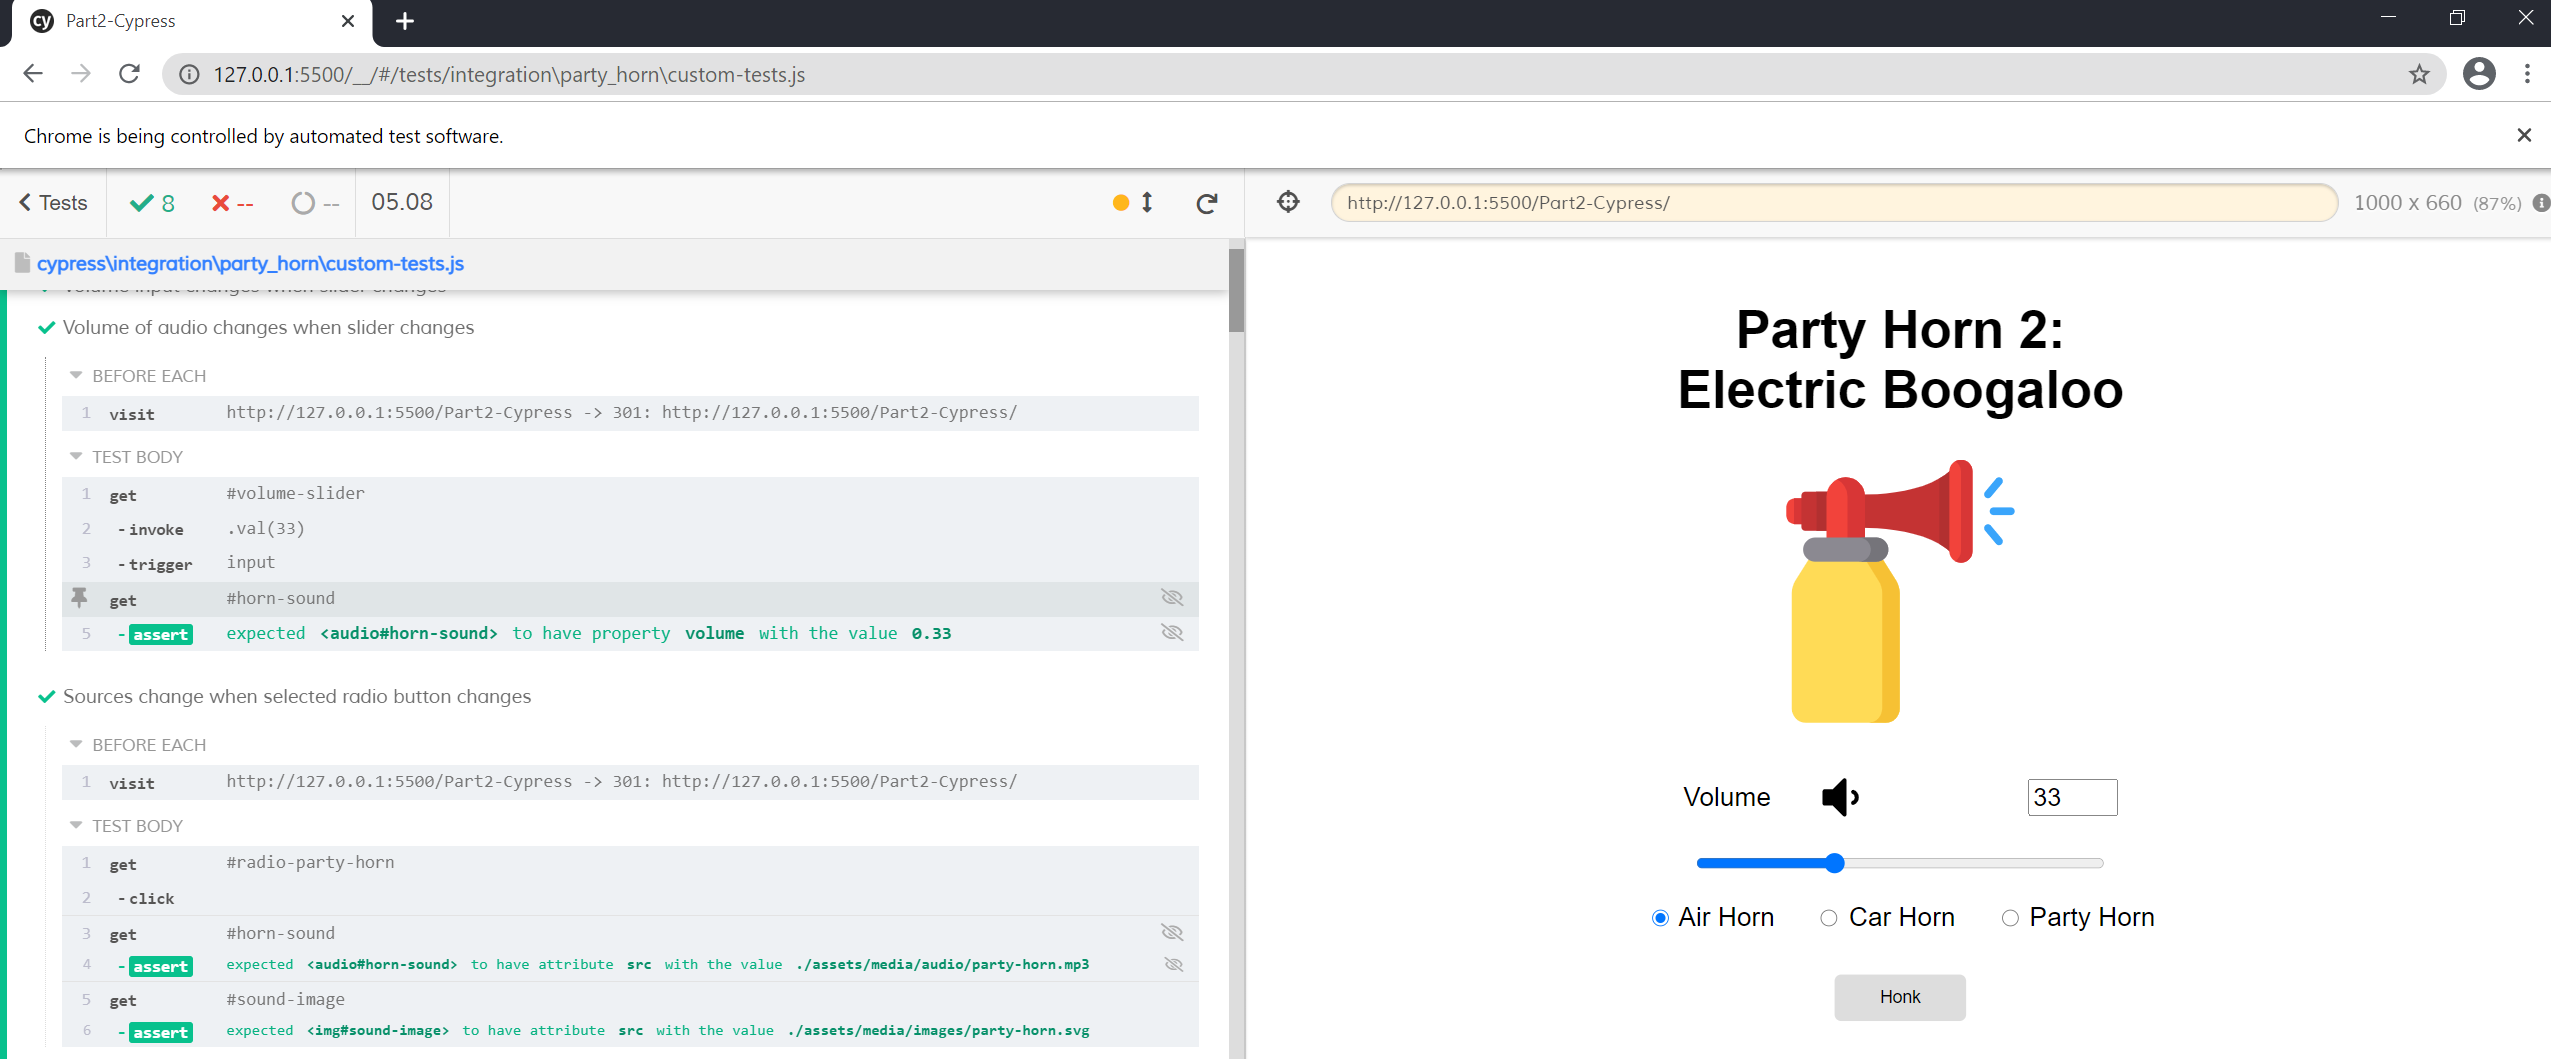 cy Part2-Cypress
127.0.0.1:5500/__/#/tests/integration\party_horn\custom-tests.js
Chrome is being controlled by automated test software.
Tests 8 -- -- 05.08
http://127.0.0.1:5500/Part2-Cypress/ 1000 x 660 (87%)
cypress\integration\party_horn\custom-tests.js
Volume input changes when slider changes
Volume of audio changes when slider changes
BEFORE EACH
1 visit http://127.0.0.1:5500/Part2-Cypress -> 301: http://127.0.0.1:5500/Part2-Cypress/
TEST BODY
1 get #volume-slider
2 -invoke .val(33)
3 -trigger input
get #horn-sound
5 -assert expected <audio#horn-sound> to have property volume with the value 0.33
Sources change when selected radio button changes
BEFORE EACH
1 visit http://127.0.0.1:5500/Part2-Cypress -> 301: http://127.0.0.1:5500/Part2-Cypress/
TEST BODY
1 get #radio-party-horn
2 -click
3 get #horn-sound
4 -assert expected <audio#horn-sound> to have attribute src with the value ./assets/media/audio/party-horn.mp3
5 get #sound-image
6 -assert expected <img#sound-image> to have attribute src with the value ./assets/media/images/party-horn.svg
Party Horn 2:
Electric Boogaloo
Volume 33
Air Horn Car Horn Party Horn
Honk